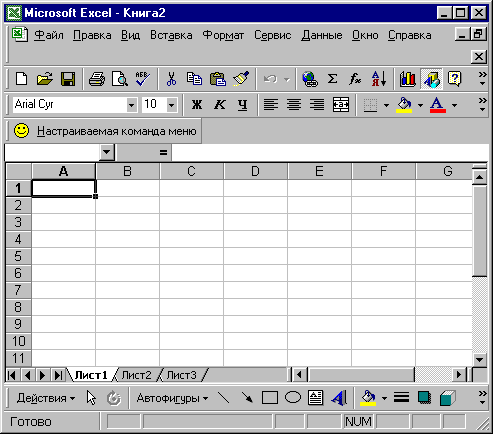 Microsoft Excel - Книга2
Файл Правка Вид Вставка Формат Сервис Данные Окно Справка
Arial Cyr 10 Ж К Ч
Настраиваемая команда меню
=
A B C D E F G
1
2
3
4
5
6
7
8
9
10
11
Лист1 Лист2 Лист3
Действия Автофигуры
Готово NUM